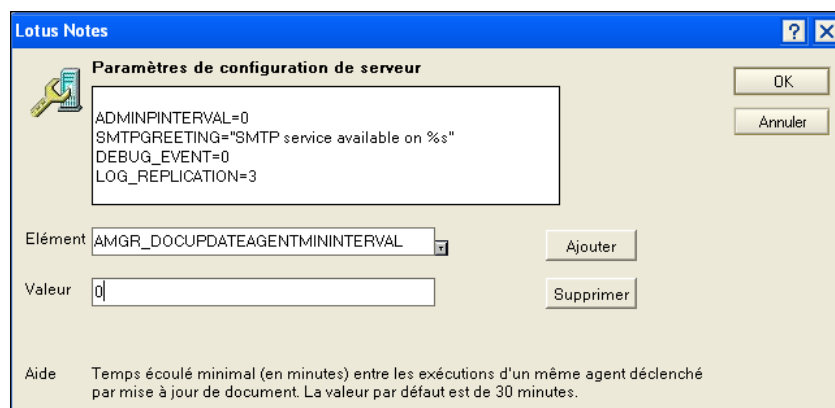 Lotus Notes
Paramètres de configuration de serveur
OK
ADMINPINTERVAL=0
SMTPGREETING="SMTP service available on %s"
DEBUG_EVENT=0
LOG_REPLICATION=3
Annuler
Elément AMGR_DOCUPDATEAGENTMININTERVAL Ajouter
Valeur 0 Supprimer
Aide Temps écoulé minimal (en minutes) entre les exécutions d'un même agent déclenché
par mise à jour de document. La valeur par défaut est de 30 minutes.